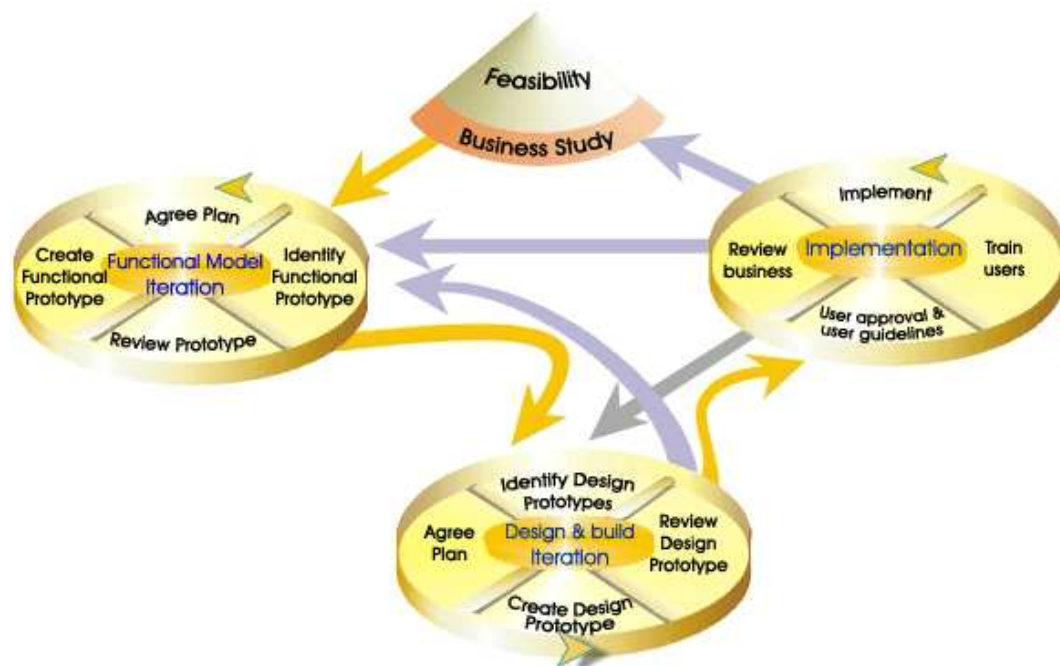 Feasibility
Business Study
Agree Plan
Create
Functional
Prototype
Functional Model
Iteration
Identify
Functional
Prototype
Review Prototype
Implement
Review
business
Implementation
Train
users
User approval &
user guidelines
Identify Design
Prototypes
Agree
Plan
Design & build
Iteration
Review
Design
Prototype
Create Design
Prototype